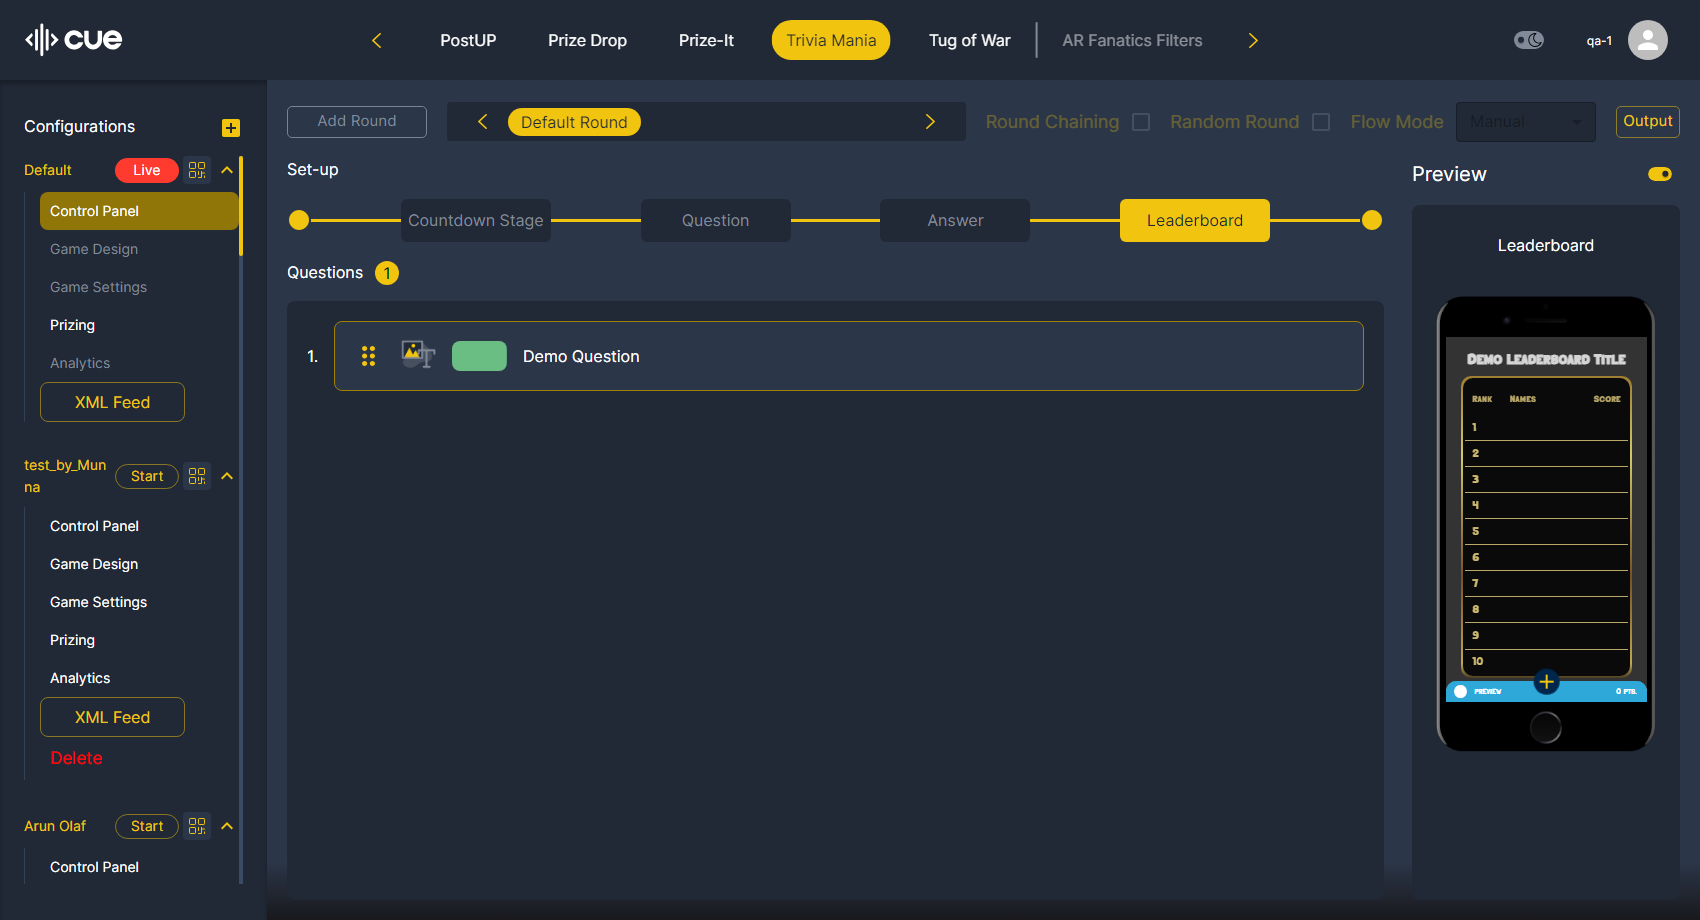 cue
PostUP
Prize Drop
Prize-It
Trivia Mania
Tug of War
AR Fanatics Filters
qa-1
Configurations
Default
Live
Control Panel
Game Design
Game Settings
Prizing
Analytics
XML Feed
test_by_Mun
na
Start
Control Panel
Game Design
Game Settings
Prizing
Analytics
XML Feed
Delete
Arun Olaf
Start
Control Panel
Add Round
Default Round
Round Chaining
Random Round
Flow Mode
Manual
Output
Set-up
Countdown Stage
Question
Answer
Leaderboard
Questions
1
1.
Demo Question
Preview
Leaderboard
Demo Leaderboard Title
Rank Names Score
1
2
3
4
5
6
7
8
9
10
PREVIEW
0 PTS.